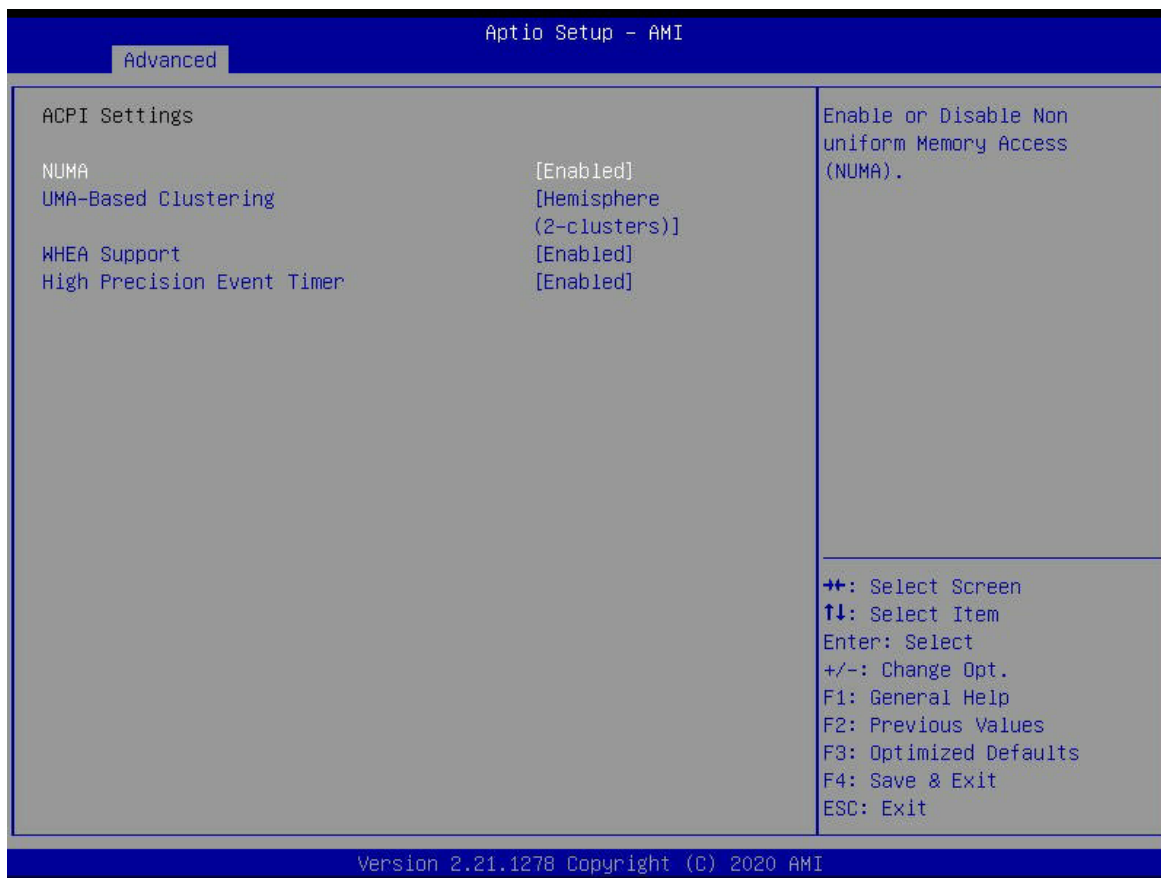 Aptio Setup – AMI
Advanced
ACPI Settings
NUMA [Enabled]
UMA-Based Clustering [Hemisphere
(2-clusters)]
WHEA Support [Enabled]
High Precision Event Timer [Enabled]
Enable or Disable Non
uniform Memory Access
(NUMA).
→←: Select Screen
↑↓: Select Item
Enter: Select
+/-: Change Opt.
F1: General Help
F2: Previous Values
F3: Optimized Defaults
F4: Save & Exit
ESC: Exit
Version 2.21.1278 Copyright (C) 2020 AMI